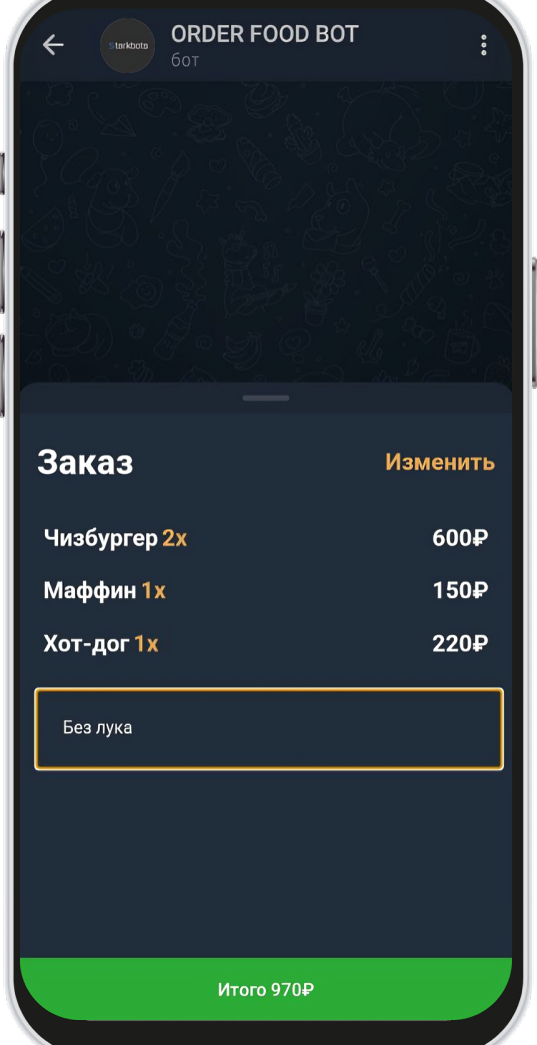 Starkbots
ORDER FOOD BOT
бот
Заказ
Изменить
Чизбургер 2x 600₽
Маффин 1x 150₽
Хот-дог 1x 220₽
Без лука
Итого 970₽